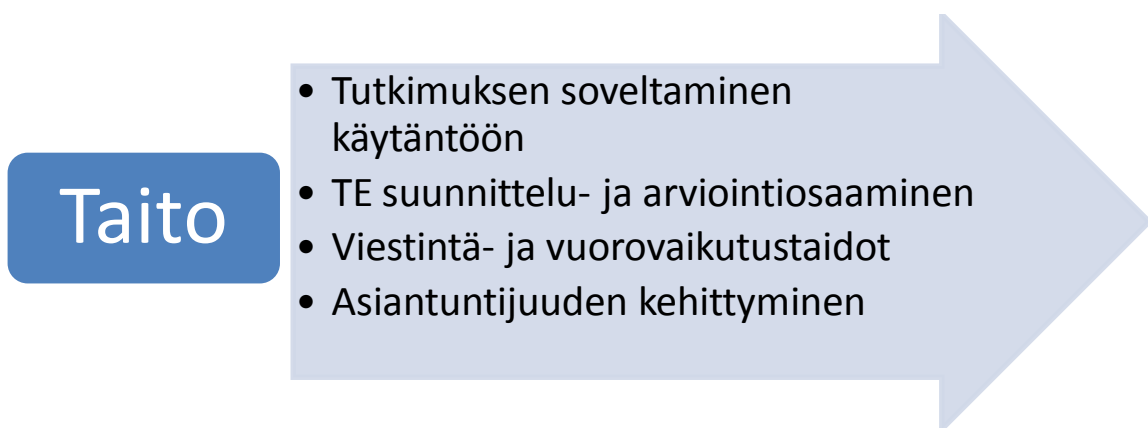 Taito
• Tutkimuksen soveltaminen
käytäntöön
• TE suunnittelu- ja arviointiosaaminen
• Viestintä- ja vuorovaikutustaidot
• Asiantuntijuuden kehittyminen